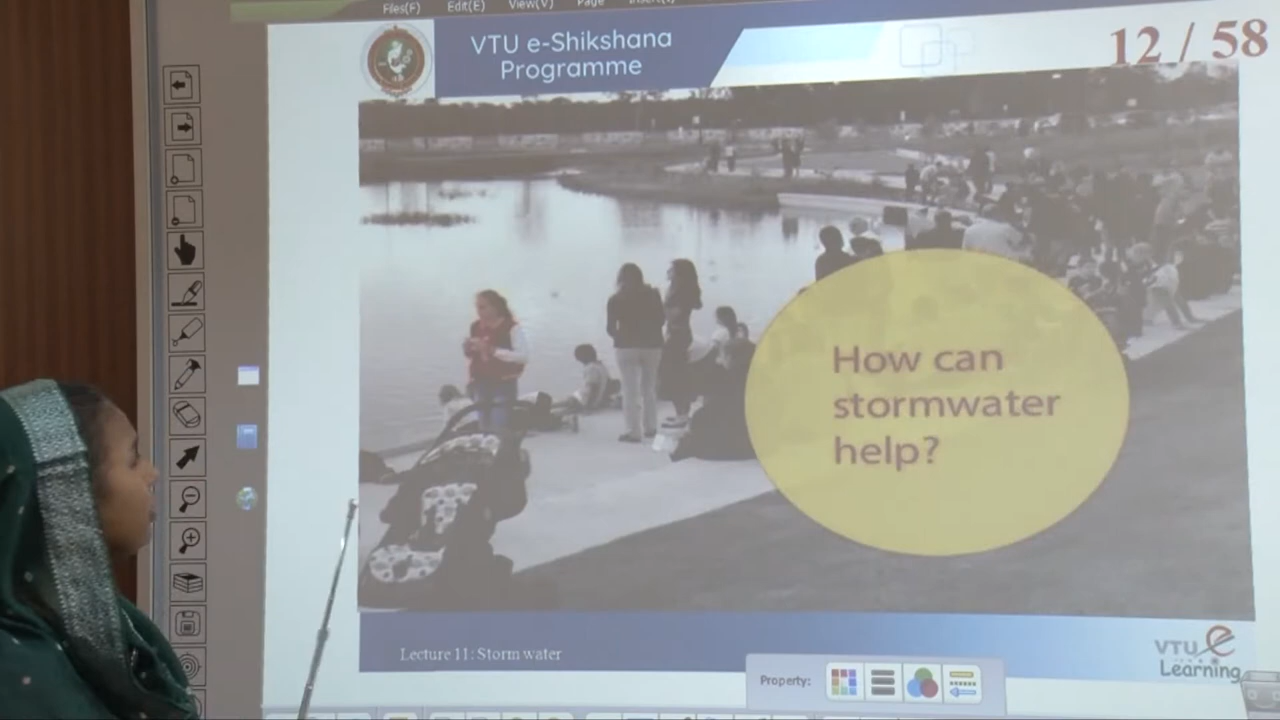 Files(F) Edit(E) View(V) Page
VTU e-Shikshana
Programme
12 / 58
How can
stormwater
help?
Lecture 11: Storm water
VTU e
Learning
Property: